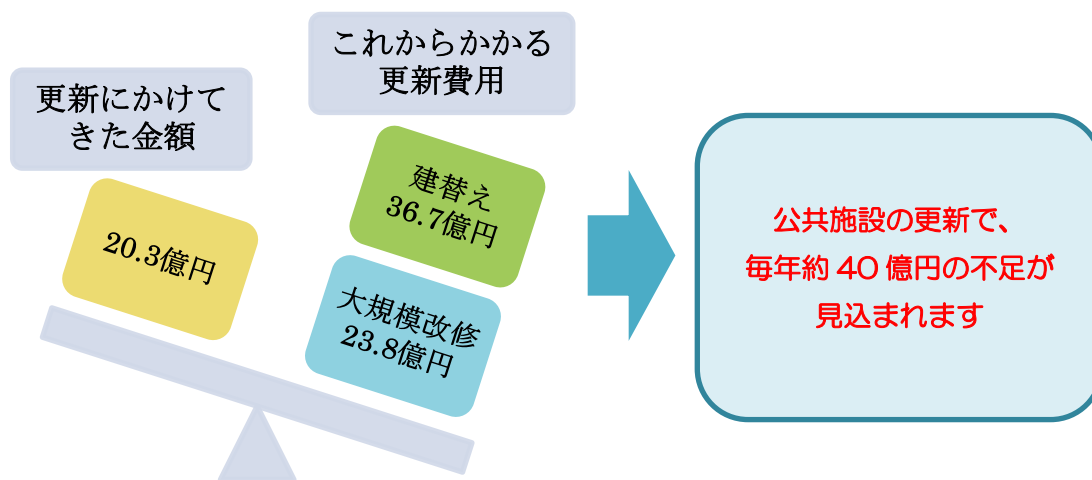 更新にかけて
きた金額
20.3億円
これからかかる
更新費用
建替え
36.7億円
大規模改修
23.8億円
公共施設の更新で、
毎年約 40 億円の不足が
見込まれます